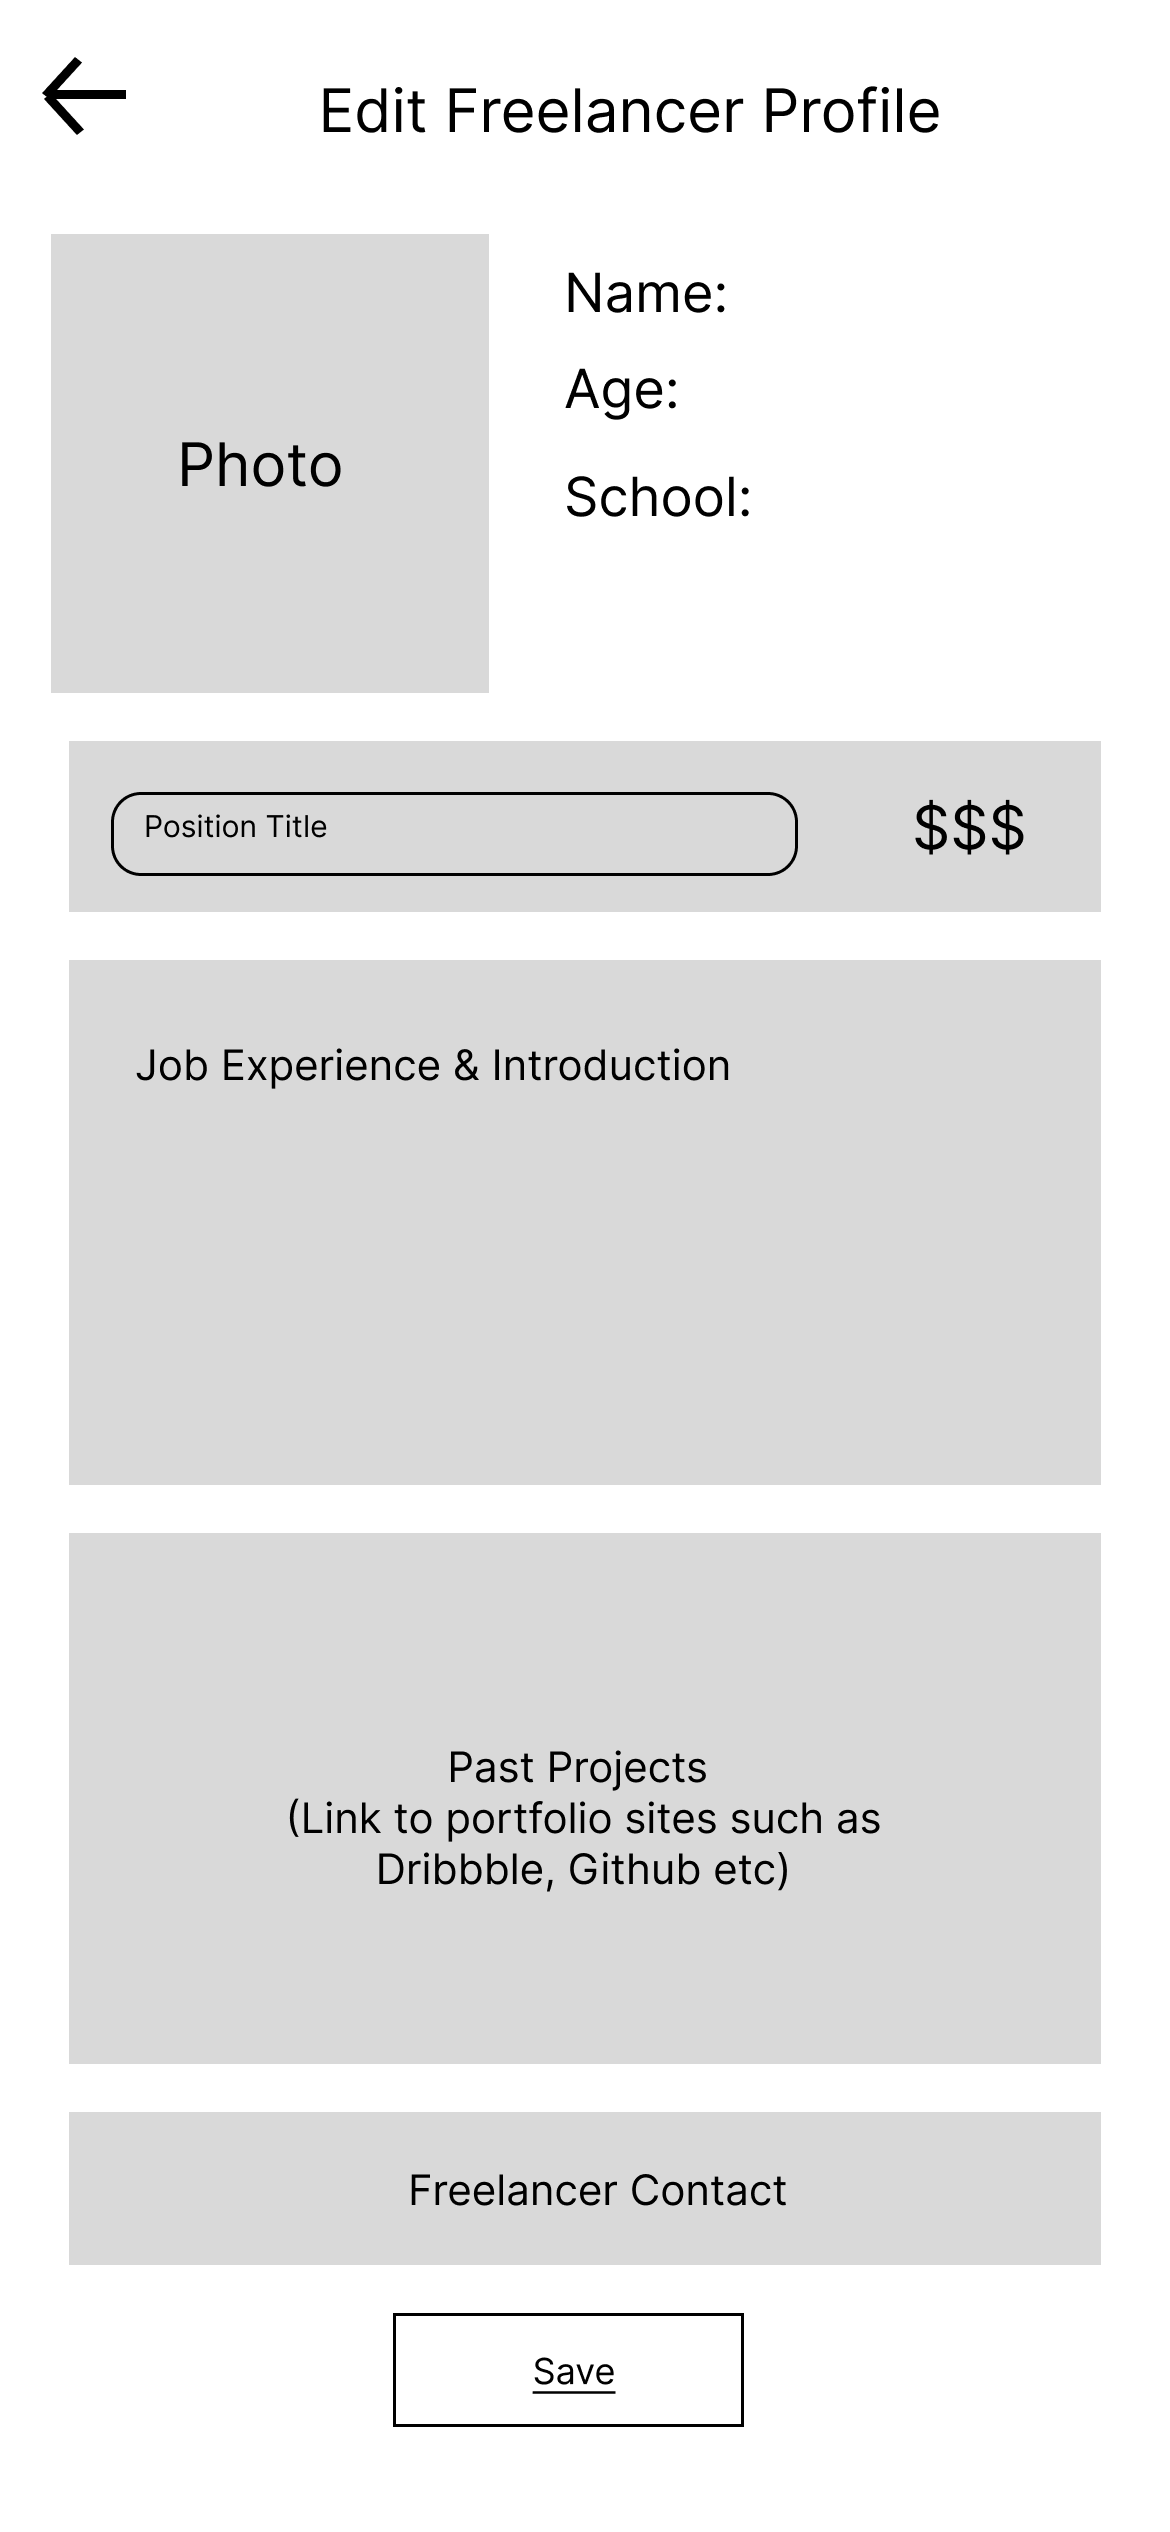 Edit Freelancer Profile
Photo
Name:
Age:
School:
Position Title
$$$
Job Experience & Introduction
Past Projects
(Link to portfolio sites such as
Dribbble, Github etc)
Freelancer Contact
Save